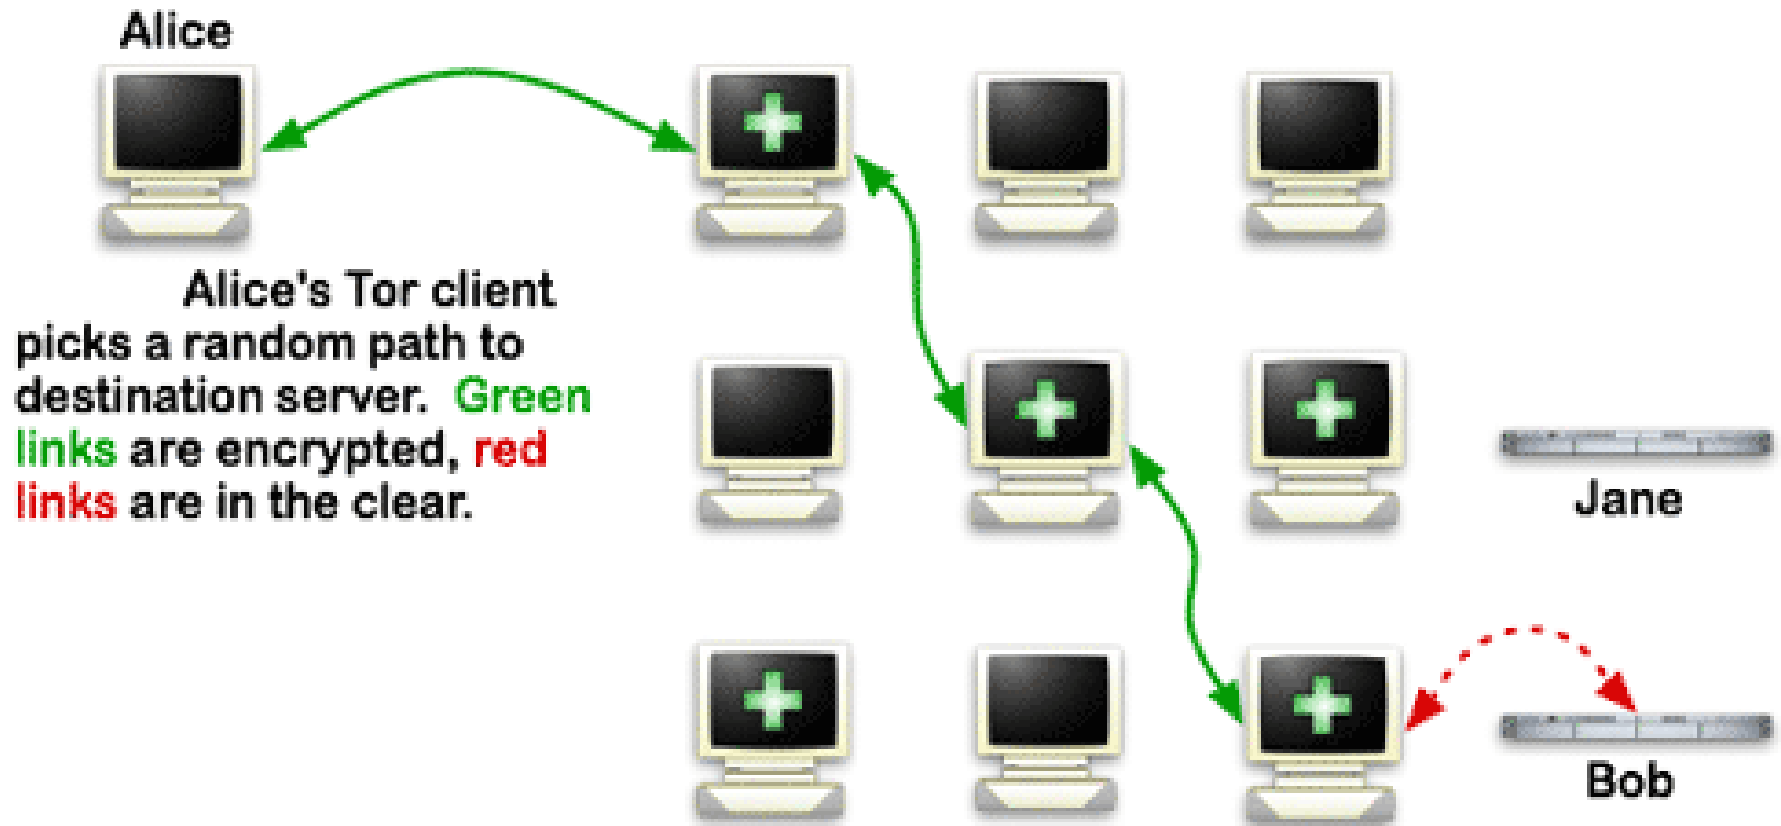 Alice
Alice's Tor client
picks a random path to
destination server. Green
links are encrypted, red
links are in the clear.
Jane
Bob